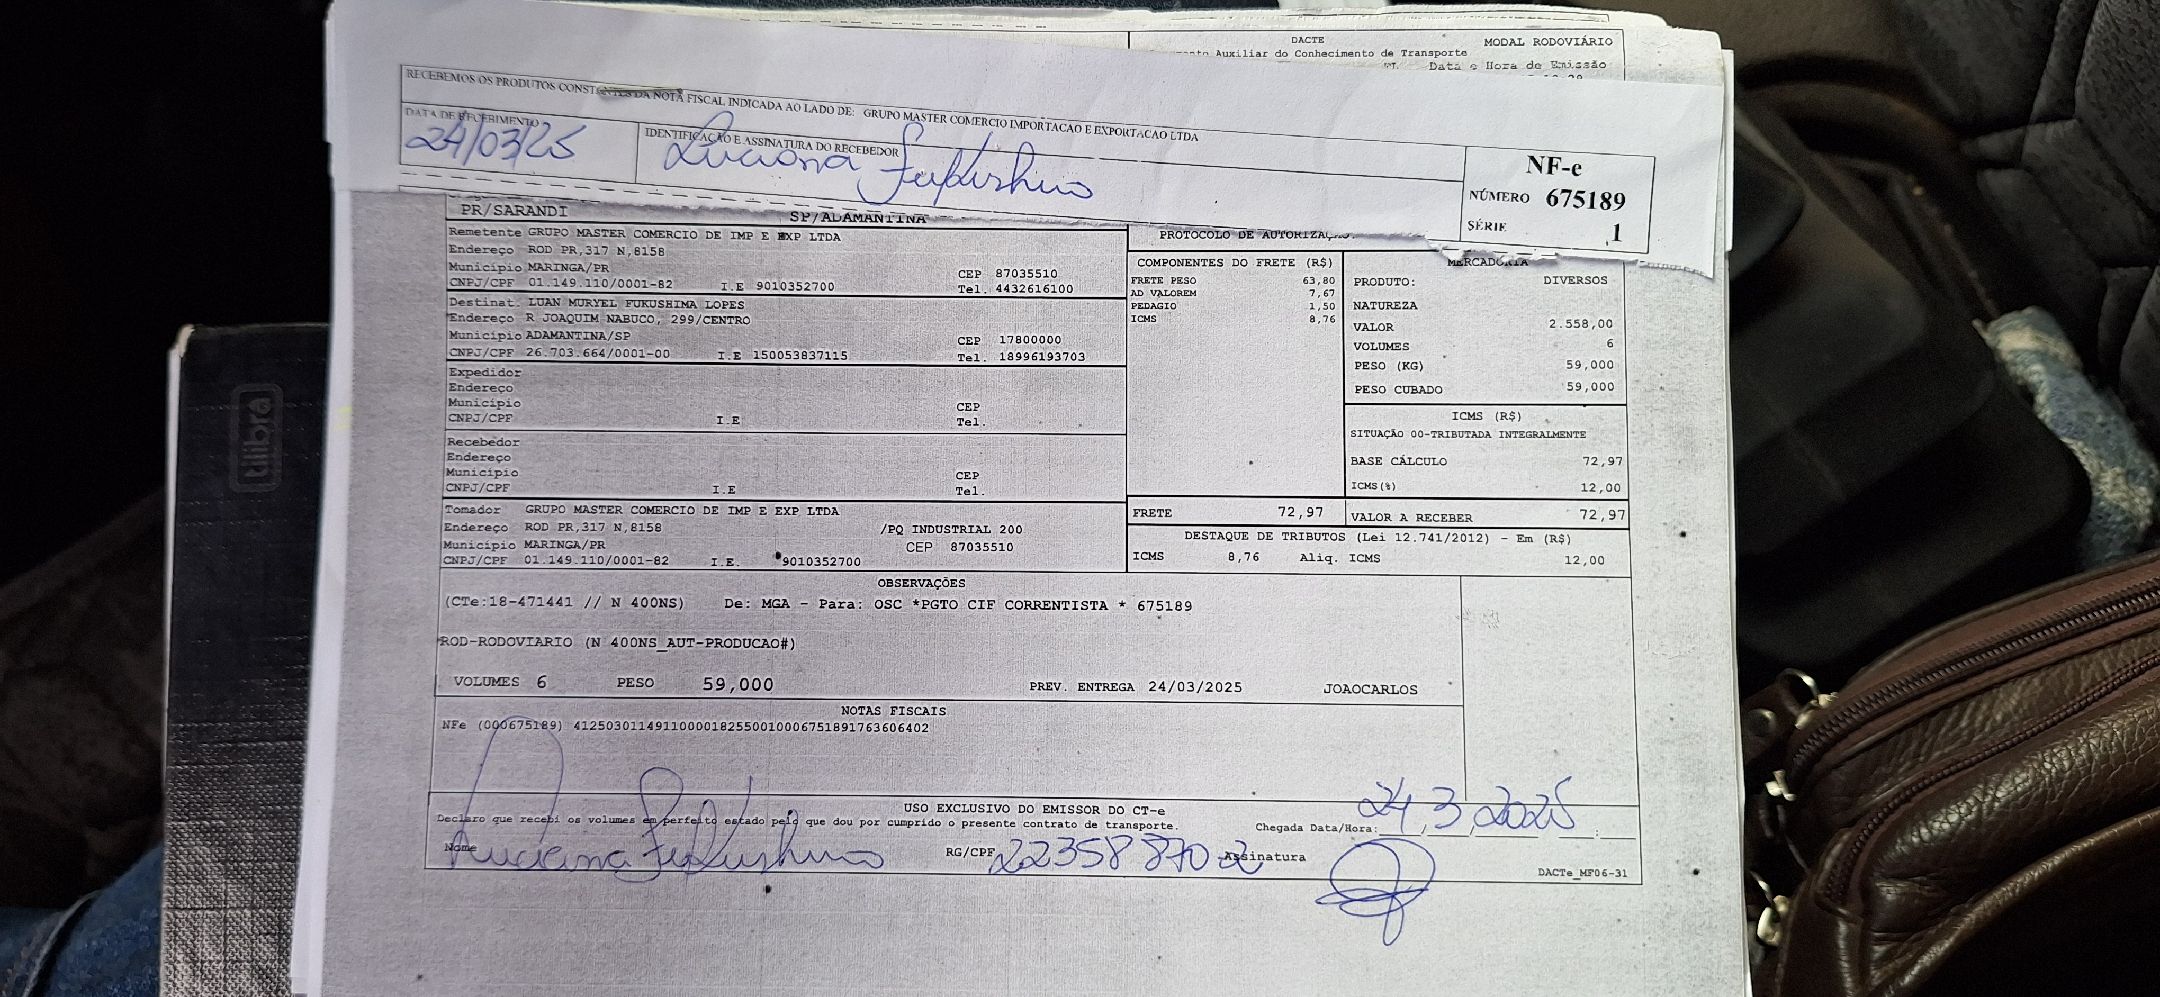 DACTE
MODAL RODOVIÁRIO
Auxiliar do Conhecimento de Transporte
Data e Hora de Emissão
RECEBEMOS OS PRODUTOS CONSTANTES DA NOTA FISCAL INDICADA AO LADO DE: GRUPO MASTER COMERCIO IMPORTACAO E EXPORTACAO LTDA
DATA DE RECEBIMENTO
24/03/25
IDENTIFICAÇÃO E ASSINATURA DO RECEBEDOR
Luciana Fukushima
NF-e
NÚMERO 675189
SÉRIE 1
PR/SARANDI SP/ADAMANTINA
Remetente GRUPO MASTER COMERCIO DE IMP E EXP LTDA
Endereço ROD PR,317 N,8158
Município MARINGA/PR CEP 87035510
CNPJ/CPF 01.149.110/0001-82 I.E 9010352700 Tel. 4432616100
Destinat. LUAN MURYEL FUKUSHIMA LOPES
Endereço R JOAQUIM NABUCO, 299/CENTRO
Município ADAMANTINA/SP CEP 17800000
CNPJ/CPF 26.703.664/0001-00 I.E 150053837115 Tel. 18996193703
Expedidor
Endereço
Município CEP
CNPJ/CPF I.E Tel.
Recebedor
Endereço
Município CEP
CNPJ/CPF I.E Tel.
Tomador GRUPO MASTER COMERCIO DE IMP E EXP LTDA
Endereço ROD PR,317 N,8158 /PQ INDUSTRIAL 200
Município MARINGA/PR CEP 87035510
CNPJ/CPF 01.149.110/0001-82 I.E. 9010352700
PROTOCOLO DE AUTORIZAÇ
COMPONENTES DO FRETE (R$)
FRETE PESO 63,80
AD VALOREM 7,67
PEDAGIO 1,50
ICMS 8,76
MERCADORIA
PRODUTO: DIVERSOS
NATUREZA
VALOR 2.558,00
VOLUMES 6
PESO (KG) 59,000
PESO CUBADO 59,000
ICMS (R$)
SITUAÇÃO 00-TRIBUTADA INTEGRALMENTE
BASE CÁLCULO 72,97
ICMS(%) 12,00
FRETE 72,97
VALOR A RECEBER 72,97
DESTAQUE DE TRIBUTOS (Lei 12.741/2012) - Em (R$)
ICMS 8,76 Aliq. ICMS 12,00
OBSERVAÇÕES
(CTe:18-471441 // N 400NS) De: MGA - Para: OSC *PGTO CIF CORRENTISTA * 675189
ROD-RODOVIARIO (N 400NS_AUT-PRODUCAO#)
VOLUMES 6 PESO 59,000 PREV. ENTREGA 24/03/2025 JOAOCARLOS
NOTAS FISCAIS
NFe (000675189) 41250301149110000182550010006751891763606402
USO EXCLUSIVO DO EMISSOR DO CT-e
Declaro que recebi os volumes em perfeito estado pelo que dou por cumprido o presente contrato de transporte.
Chegada Data/Hora: 24/3/2025 :
Nome Luciana Fukushima RG/CPF 22358870-2 Assinatura
DACTe_MF06-31
tilibra